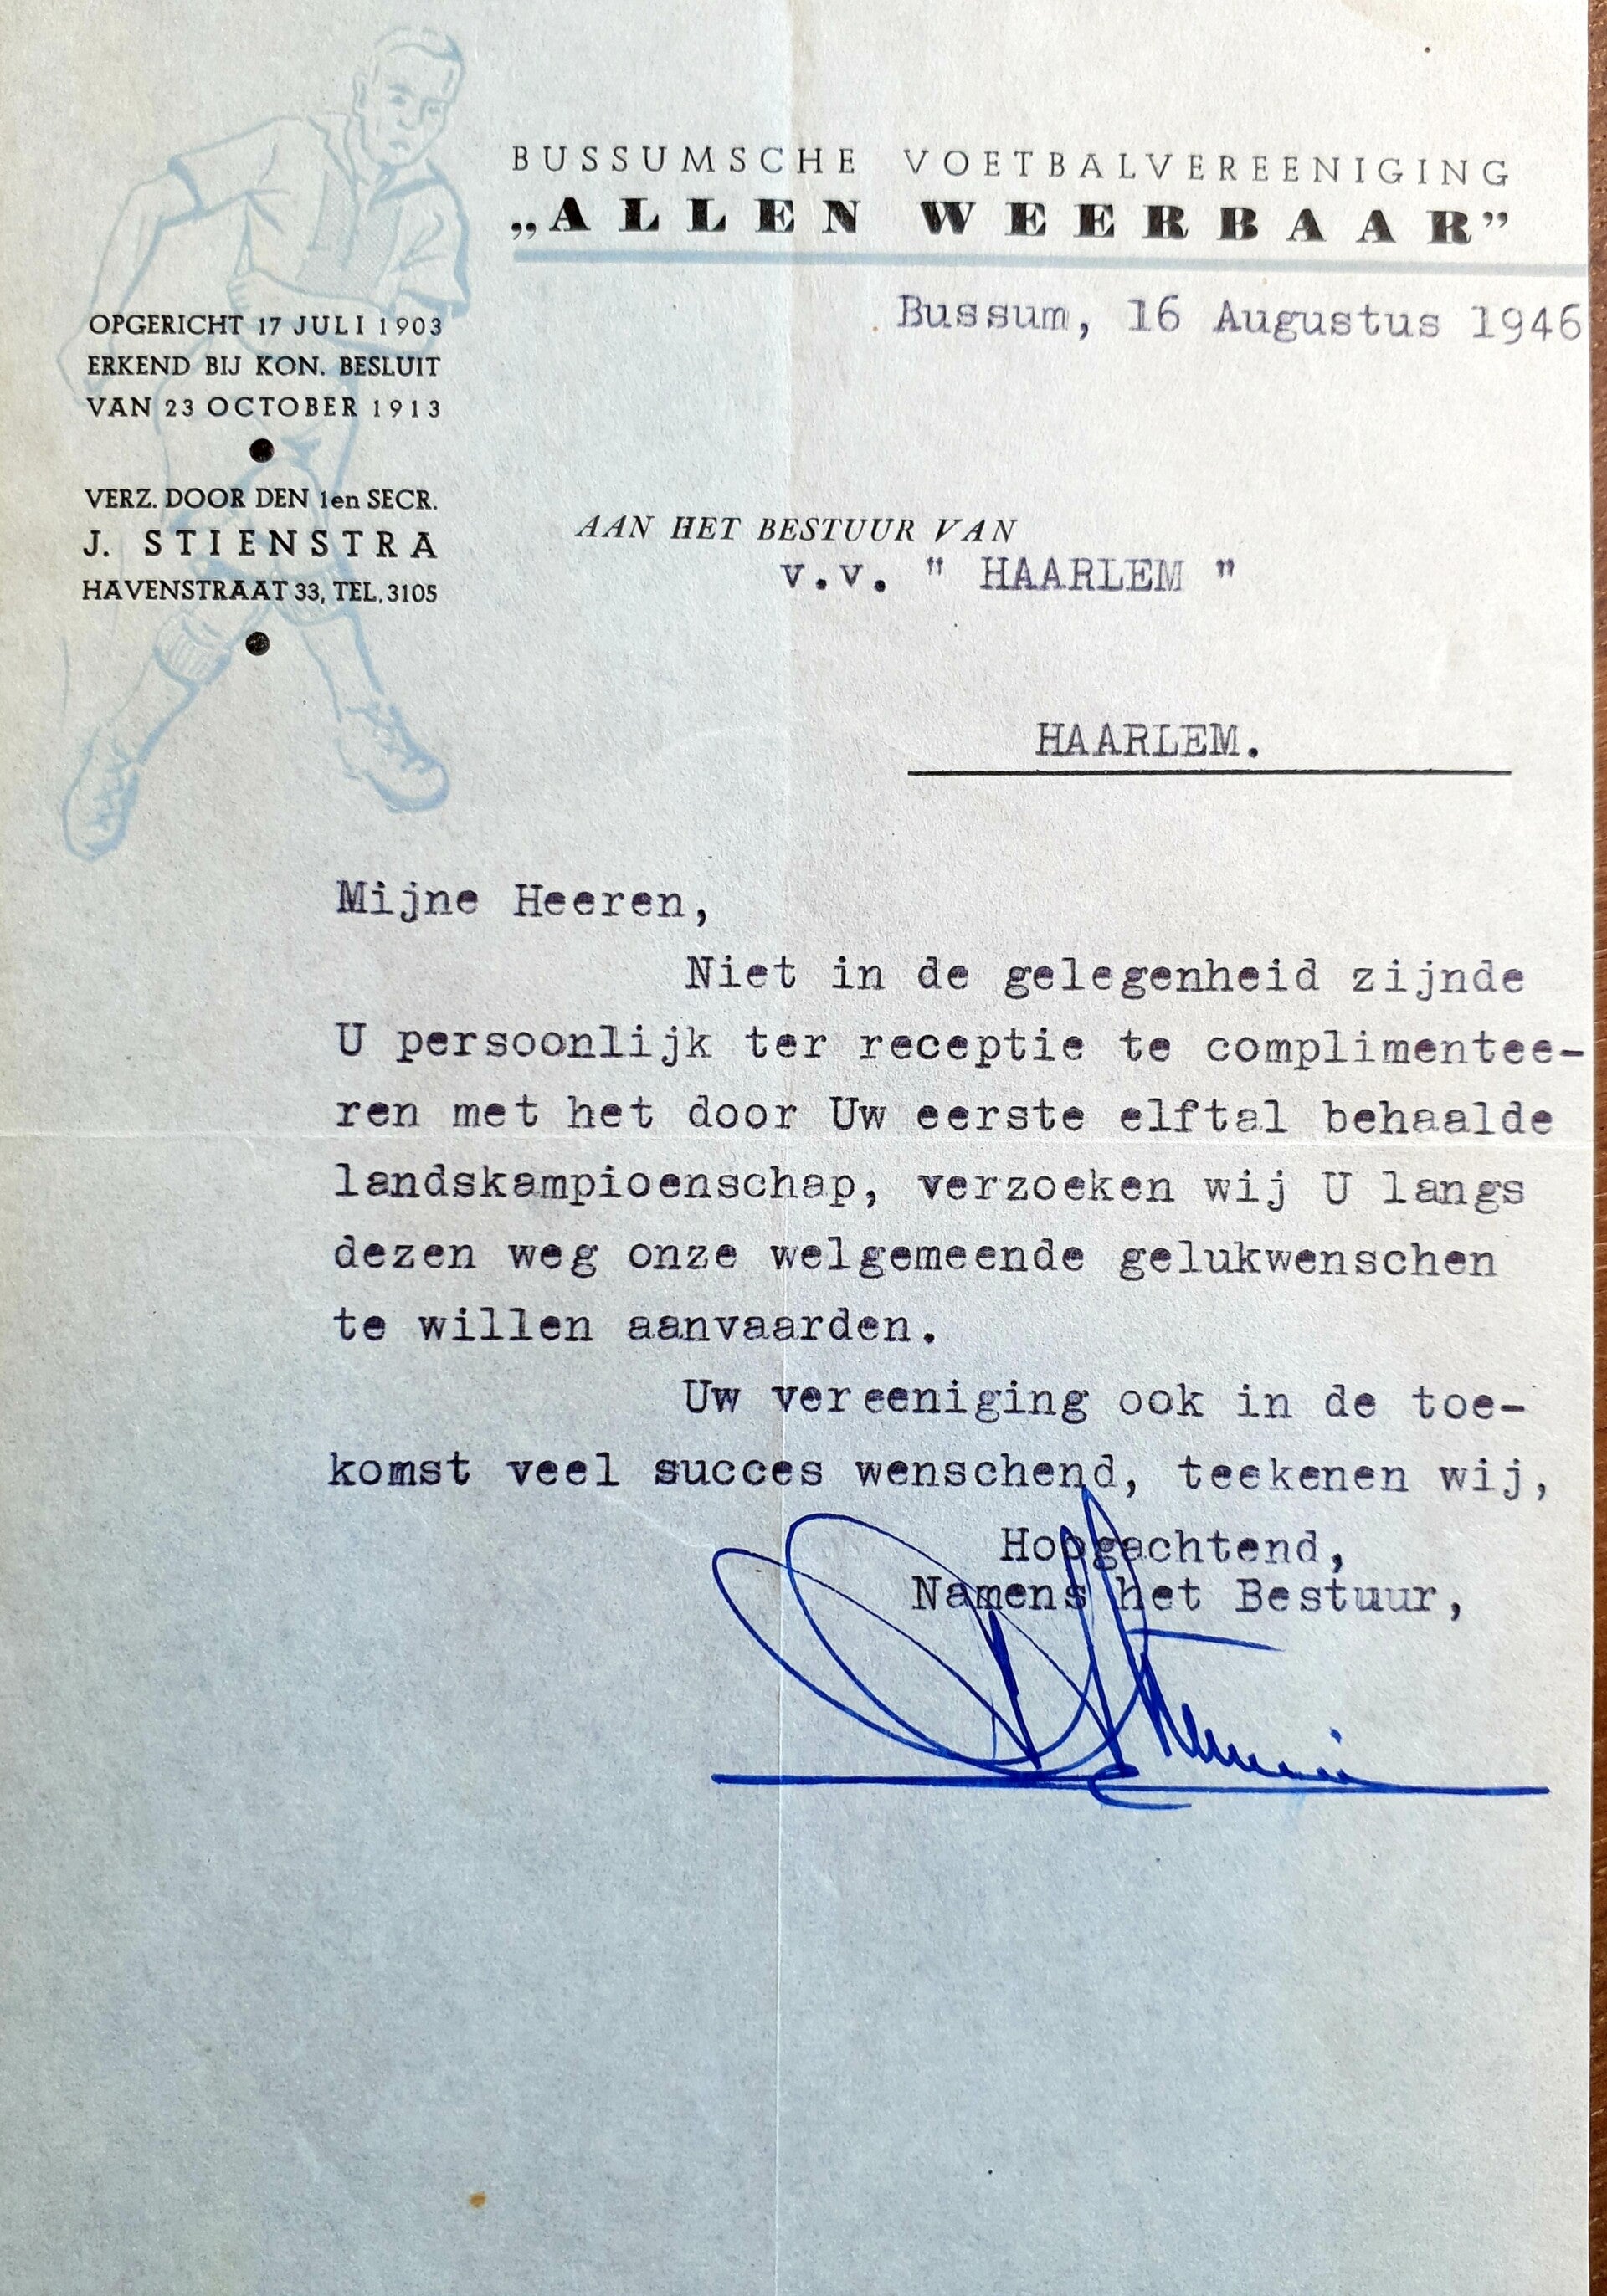 BUSSUMSCHE VOETBALVEREENIGING
„ALLEN WEERBAAR”
Bussum, 16 Augustus 1946
OPGERICHT 17 JULI 1903
ERKEND BIJ KON. BESLUIT
VAN 23 OCTOBER 1913
VERZ. DOOR DEN 1en SECR.
J. STIENSTRA
HAVENSTRAAT 33, TEL. 3105
AAN HET BESTUUR VAN
v.v. " HAARLEM "
HAARLEM.
Mijne Heeren,
Niet in de gelegenheid zijnde
U persoonlijk ter receptie te complimentee-
ren met het door Uw eerste elftal behaalde
landskampioenschap, verzoeken wij U langs
dezen weg onze welgemeende gelukwenschen
te willen aanvaarden.
Uw vereeniging ook in de toe-
komst veel succes wenschend, teekenen wij,
Hoogachtend,
Namens het Bestuur,